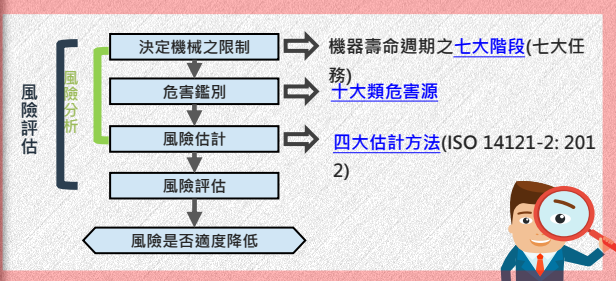 決定機械之限制
機器壽命週期之七大階段(七大任
務)
危害鑑別
十大類危害源
風險估計
四大估計方法(ISO 14121-2: 201
2)
風險評估
風險是否適度降低
風險評估
風險分析